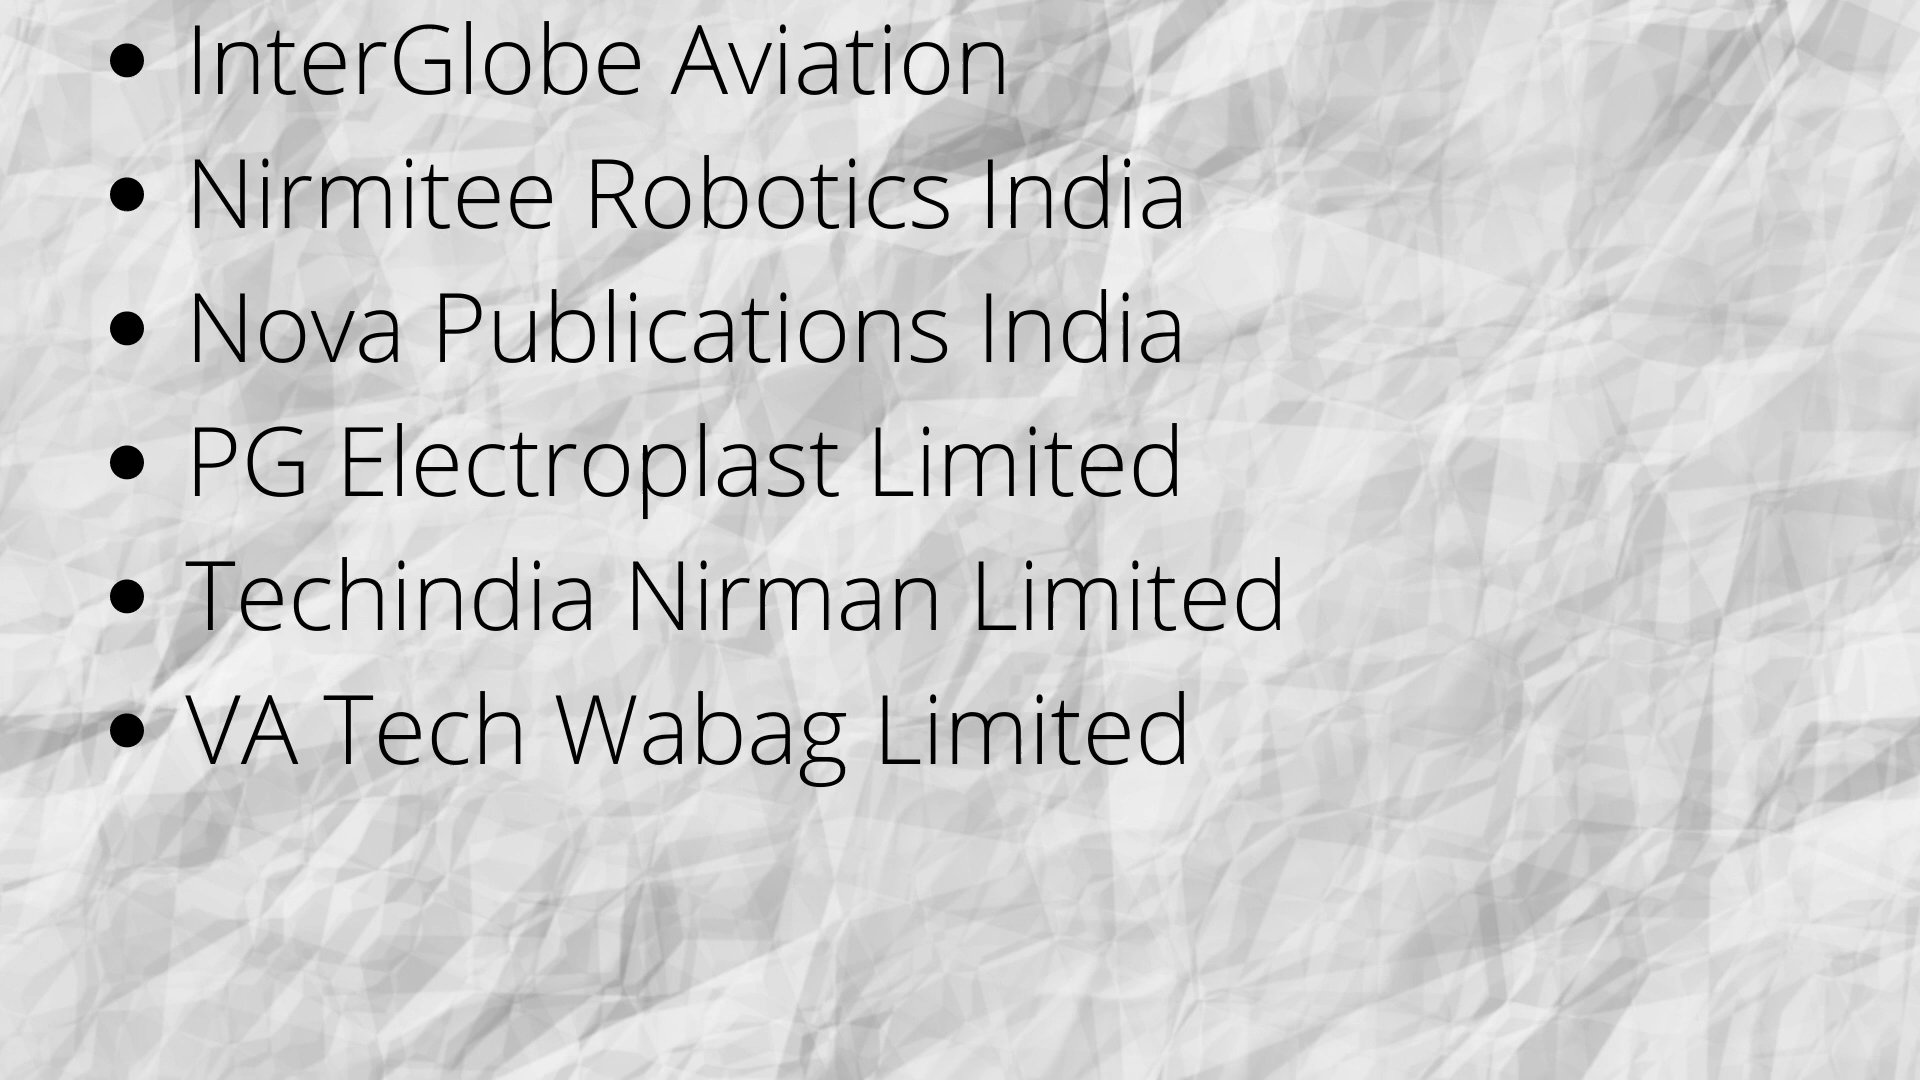 • InterGlobe Aviation
• Nirmitee Robotics India
• Nova Publications India
• PG Electroplast Limited
• Techindia Nirman Limited
• VA Tech Wabag Limited